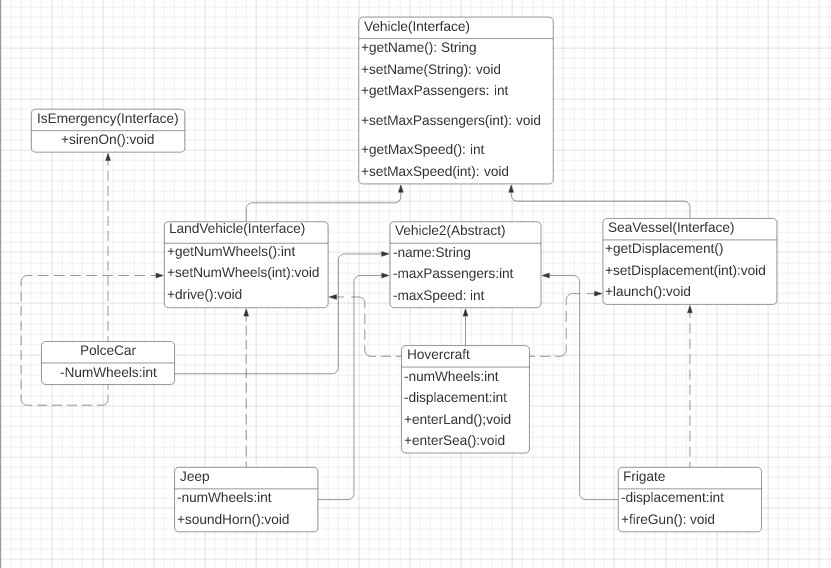 Vehicle(Interface)
+getName(): String
+setName(String): void
+getMaxPassengers: int
+setMaxPassengers(int): void
+getMaxSpeed(): int
+setMaxSpeed(int): void
IsEmergency(Interface)
+sirenOn():void
LandVehicle(Interface)
+getNumWheels():int
+setNumWheels(int):void
+drive():void
Vehicle2(Abstract)
-name:String
-maxPassengers:int
-maxSpeed: int
SeaVessel(Interface)
+getDisplacement()
+setDisplacement(int):void
+launch():void
PolceCar
-NumWheels:int
Hovercraft
-numWheels:int
-displacement:int
+enterLand();void
+enterSea():void
Jeep
-numWheels:int
+soundHorn():void
Frigate
-displacement:int
+fireGun(): void